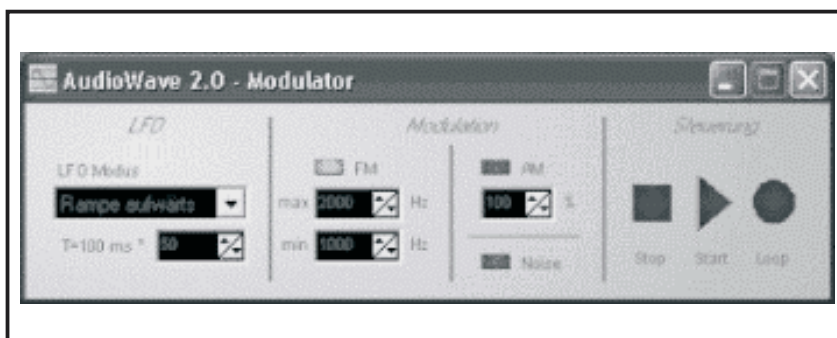 AudioWave 2.0 - Modulator
LFO
LFO Modus
Rampe aufwärts
T=100 ms * 50
Modulation
FM
max 2000 Hz
min 1000 Hz
AM
100 %
Noise
Steuerung
Stop Start Loop